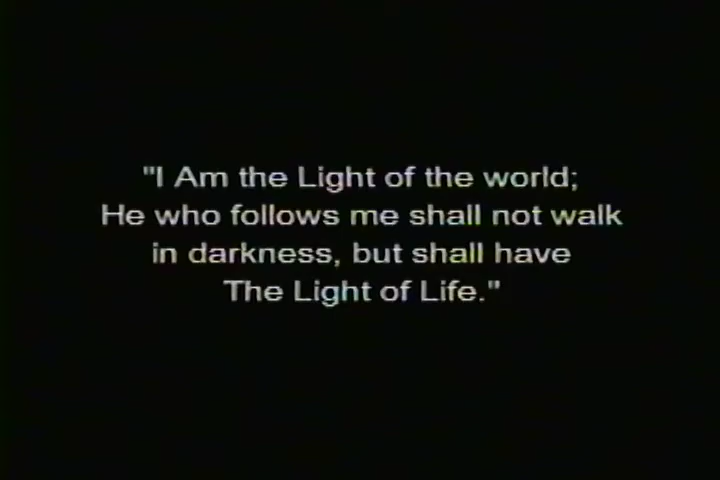 "I Am the Light of the world;
He who follows me shall not walk
in darkness, but shall have
The Light of Life."